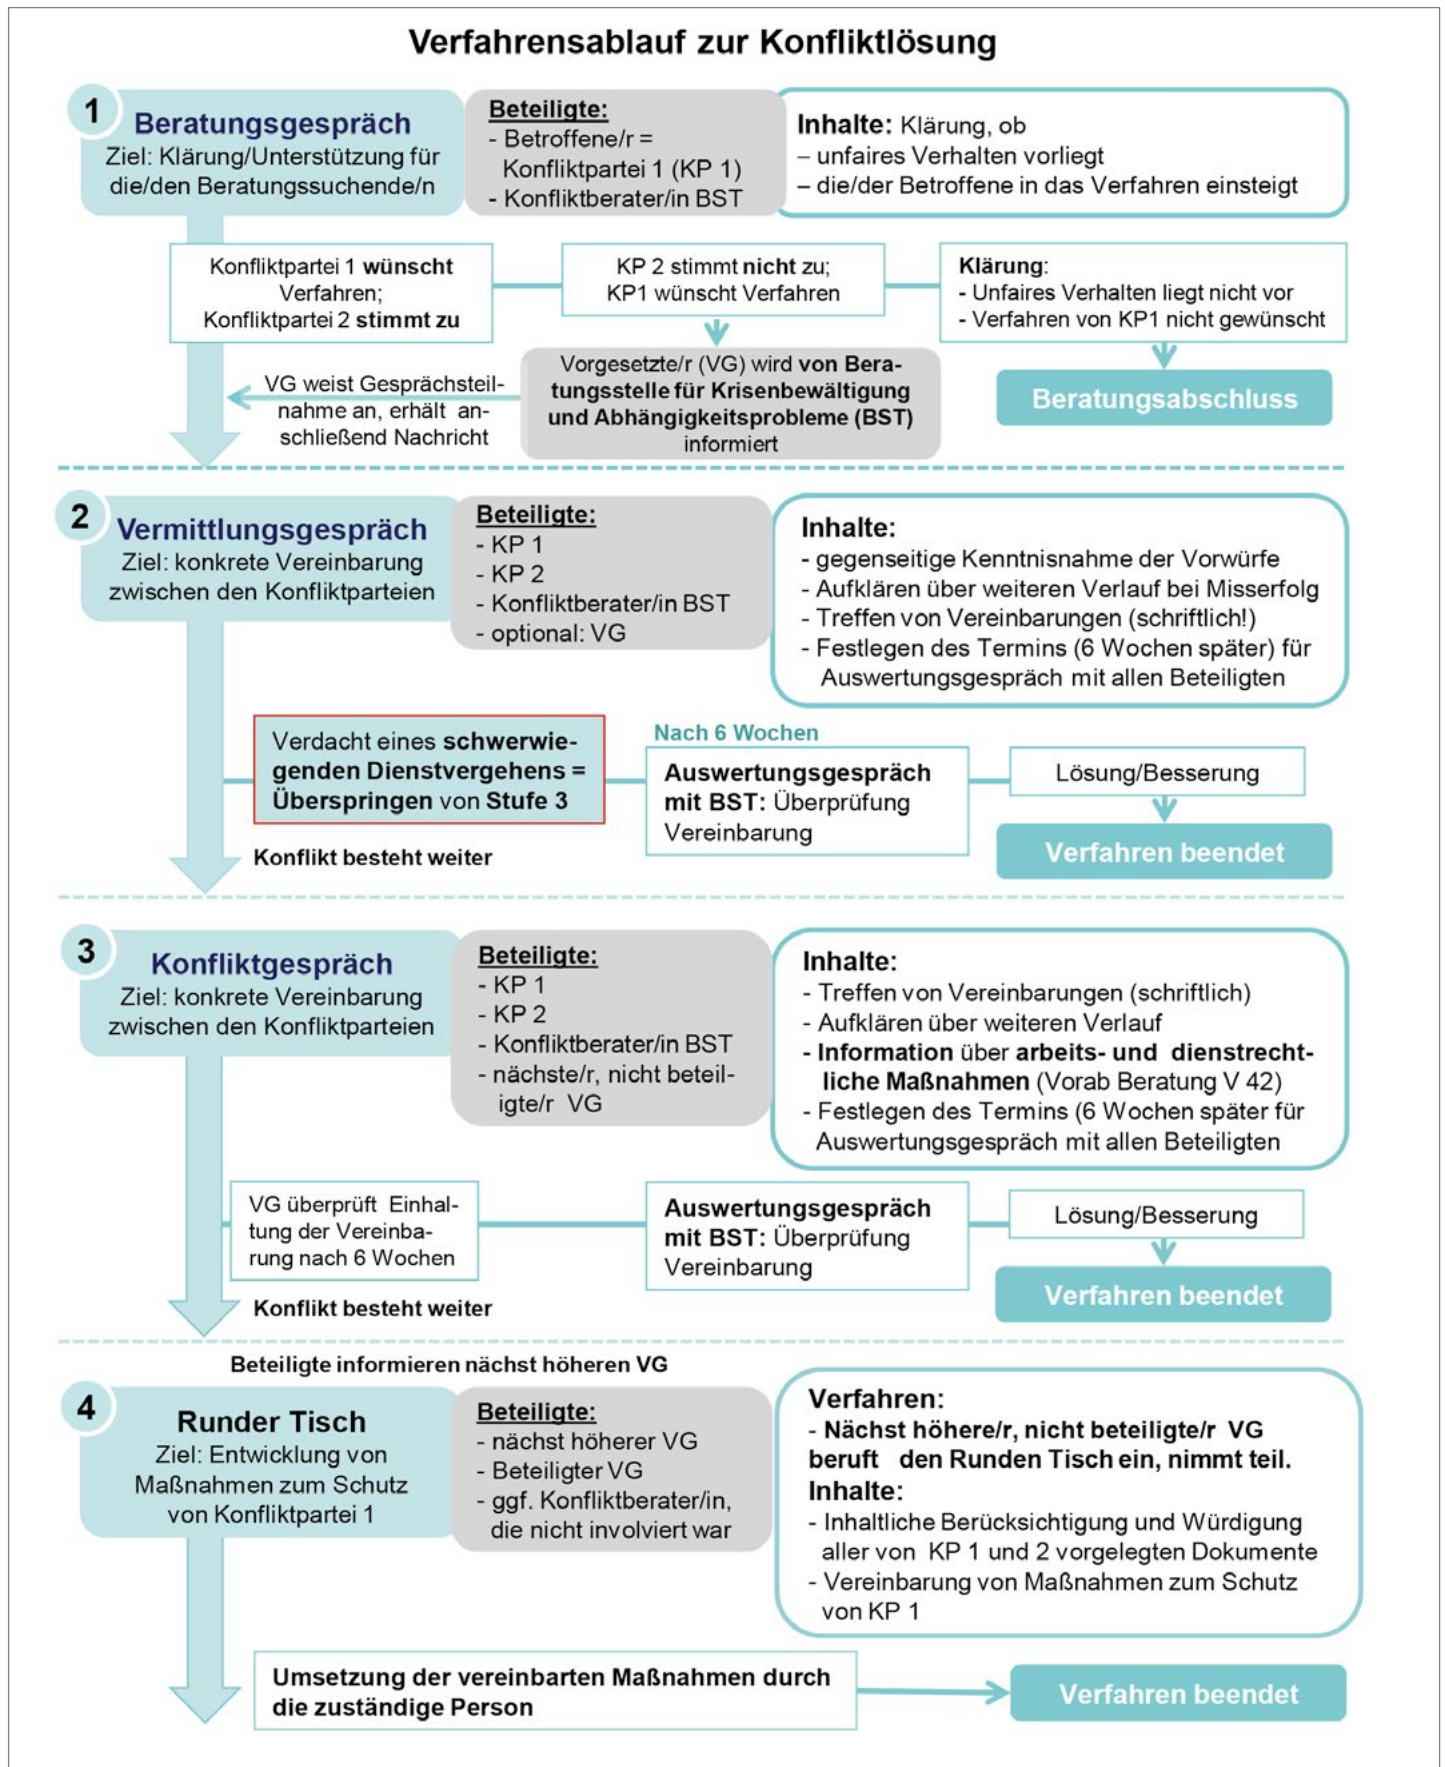 Verfahrensablauf zur Konfliktlösung
1
Beratungsgespräch
Ziel: Klärung/Unterstützung für
die/den Beratungssuchende/n
Beteiligte:
- Betroffene/r =
Konfliktpartei 1 (KP 1)
- Konfliktberater/in BST
Inhalte: Klärung, ob
– unfaires Verhalten vorliegt
– die/der Betroffene in das Verfahren einsteigt
Konfliktpartei 1 wünscht
Verfahren;
Konfliktpartei 2 stimmt zu
KP 2 stimmt nicht zu;
KP1 wünscht Verfahren
Klärung:
- Unfaires Verhalten liegt nicht vor
- Verfahren von KP1 nicht gewünscht
VG weist Gesprächsteil-
nahme an, erhält an-
schließend Nachricht
Vorgesetzte/r (VG) wird von Bera-
tungsstelle für Krisenbewältigung
und Abhängigkeitsprobleme (BST)
informiert
Beratungsabschluss
2
Vermittlungsgespräch
Ziel: konkrete Vereinbarung
zwischen den Konfliktparteien
Beteiligte:
- KP 1
- KP 2
- Konfliktberater/in BST
- optional: VG
Inhalte:
- gegenseitige Kenntnisnahme der Vorwürfe
- Aufklären über weiteren Verlauf bei Misserfolg
- Treffen von Vereinbarungen (schriftlich!)
- Festlegen des Termins (6 Wochen später) für
Auswertungsgespräch mit allen Beteiligten
Verdacht eines schwerwie-
genden Dienstvergehens =
Überspringen von Stufe 3
Nach 6 Wochen
Auswertungsgespräch
mit BST: Überprüfung
Vereinbarung
Lösung/Besserung
Verfahren beendet
Konflikt besteht weiter
3
Konfliktgespräch
Ziel: konkrete Vereinbarung
zwischen den Konfliktparteien
Beteiligte:
- KP 1
- KP 2
- Konfliktberater/in BST
- nächste/r, nicht beteil-
igte/r VG
Inhalte:
- Treffen von Vereinbarungen (schriftlich)
- Aufklären über weiteren Verlauf
- Information über arbeits- und dienstrecht-
liche Maßnahmen (Vorab Beratung V 42)
- Festlegen des Termins (6 Wochen später für
Auswertungsgespräch mit allen Beteiligten
VG überprüft Einhal-
tung der Vereinba-
rung nach 6 Wochen
Auswertungsgespräch
mit BST: Überprüfung
Vereinbarung
Lösung/Besserung
Verfahren beendet
Konflikt besteht weiter
Beteiligte informieren nächst höheren VG
4
Runder Tisch
Ziel: Entwicklung von
Maßnahmen zum Schutz
von Konfliktpartei 1
Beteiligte:
- nächst höherer VG
- Beteiligter VG
- ggf. Konfliktberater/in,
die nicht involviert war
Verfahren:
- Nächst höhere/r, nicht beteiligte/r VG
beruft den Runden Tisch ein, nimmt teil.
Inhalte:
- Inhaltliche Berücksichtigung und Würdigung
aller von KP 1 und 2 vorgelegten Dokumente
- Vereinbarung von Maßnahmen zum Schutz
von KP 1
Umsetzung der vereinbarten Maßnahmen durch
die zuständige Person
Verfahren beendet